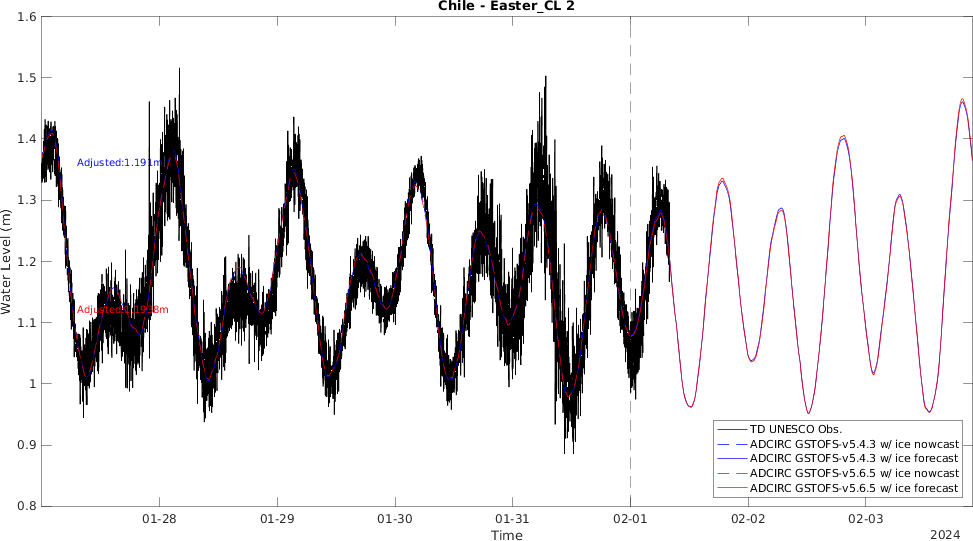 Chile - Easter_CL 2
Water Level (m)
1.6
1.5
1.4
1.3
1.2
1.1
1
0.9
0.8
Adjusted:1.191m
TD UNESCO Obs.
ADCIRC GSTOFS-v5.4.3 w/ ice nowcast
ADCIRC GSTOFS-v5.4.3 w/ ice forecast
ADCIRC GSTOFS-v5.6.5 w/ ice nowcast
ADCIRC GSTOFS-v5.6.5 w/ ice forecast
01-28
01-29
01-30
01-31
02-01
02-02
02-03
Time
2024